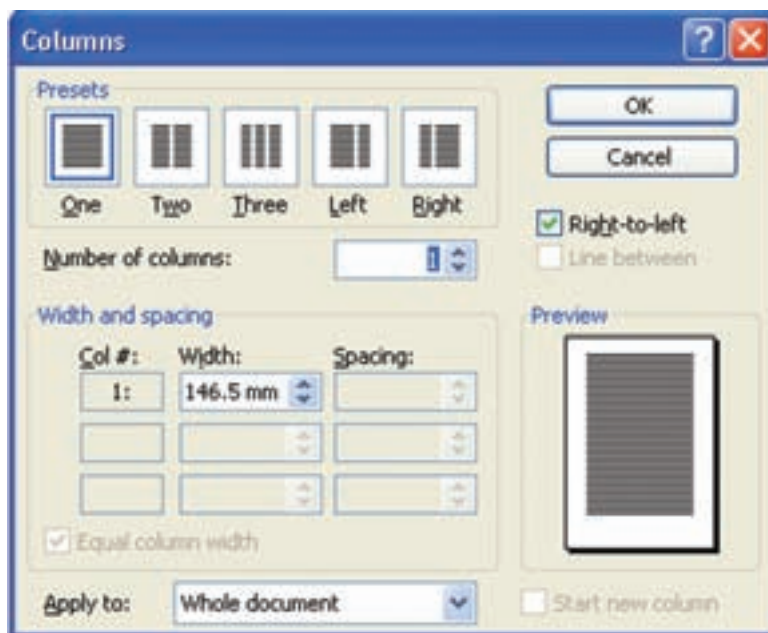 Columns
Presets
One Two Three Left Right
OK
Cancel
Right-to-left
Line between
Number of columns: 1
Width and spacing
Col #: Width: Spacing:
1: 146.5 mm
Equal column width
Preview
Apply to: Whole document
Start new column